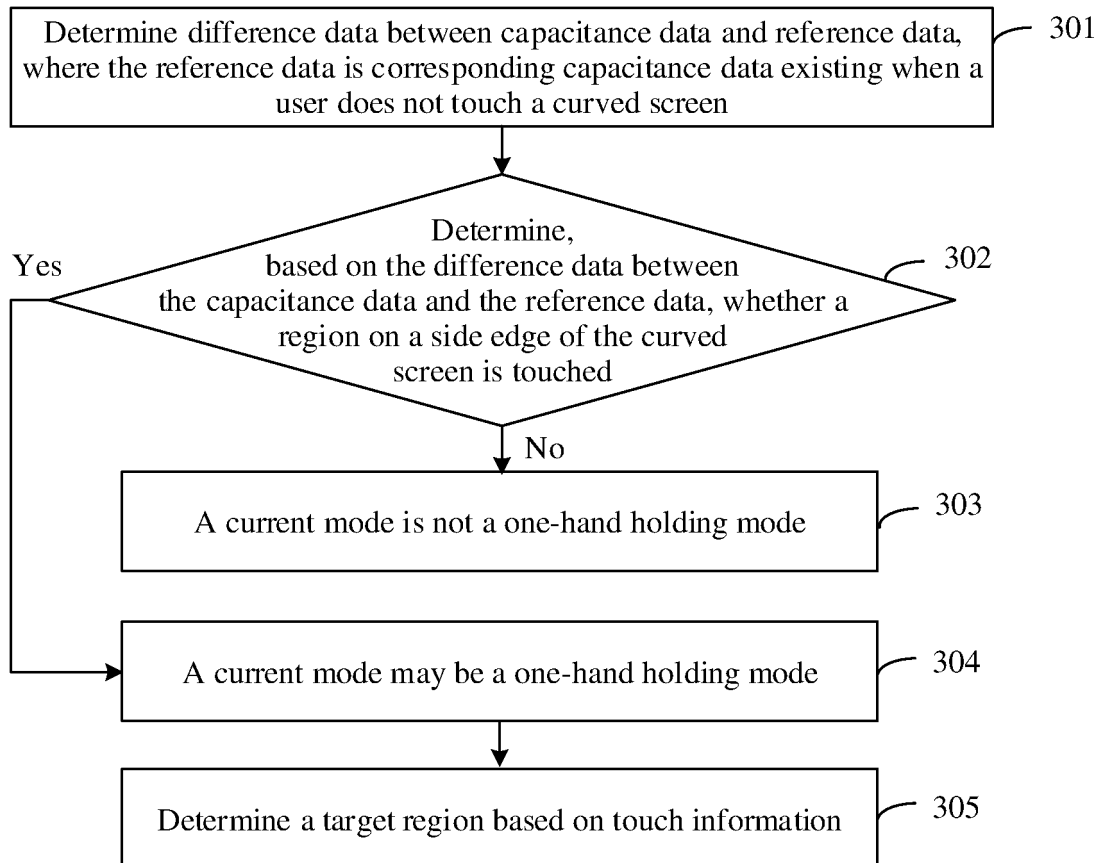 Determine difference data between capacitance data and reference data,
where the reference data is corresponding capacitance data existing when a
user does not touch a curved screen
301
Determine,
based on the difference data between
the capacitance data and the reference data, whether a
region on a side edge of the curved
screen is touched
302
Yes
No
A current mode is not a one-hand holding mode
303
A current mode may be a one-hand holding mode
304
Determine a target region based on touch information
305